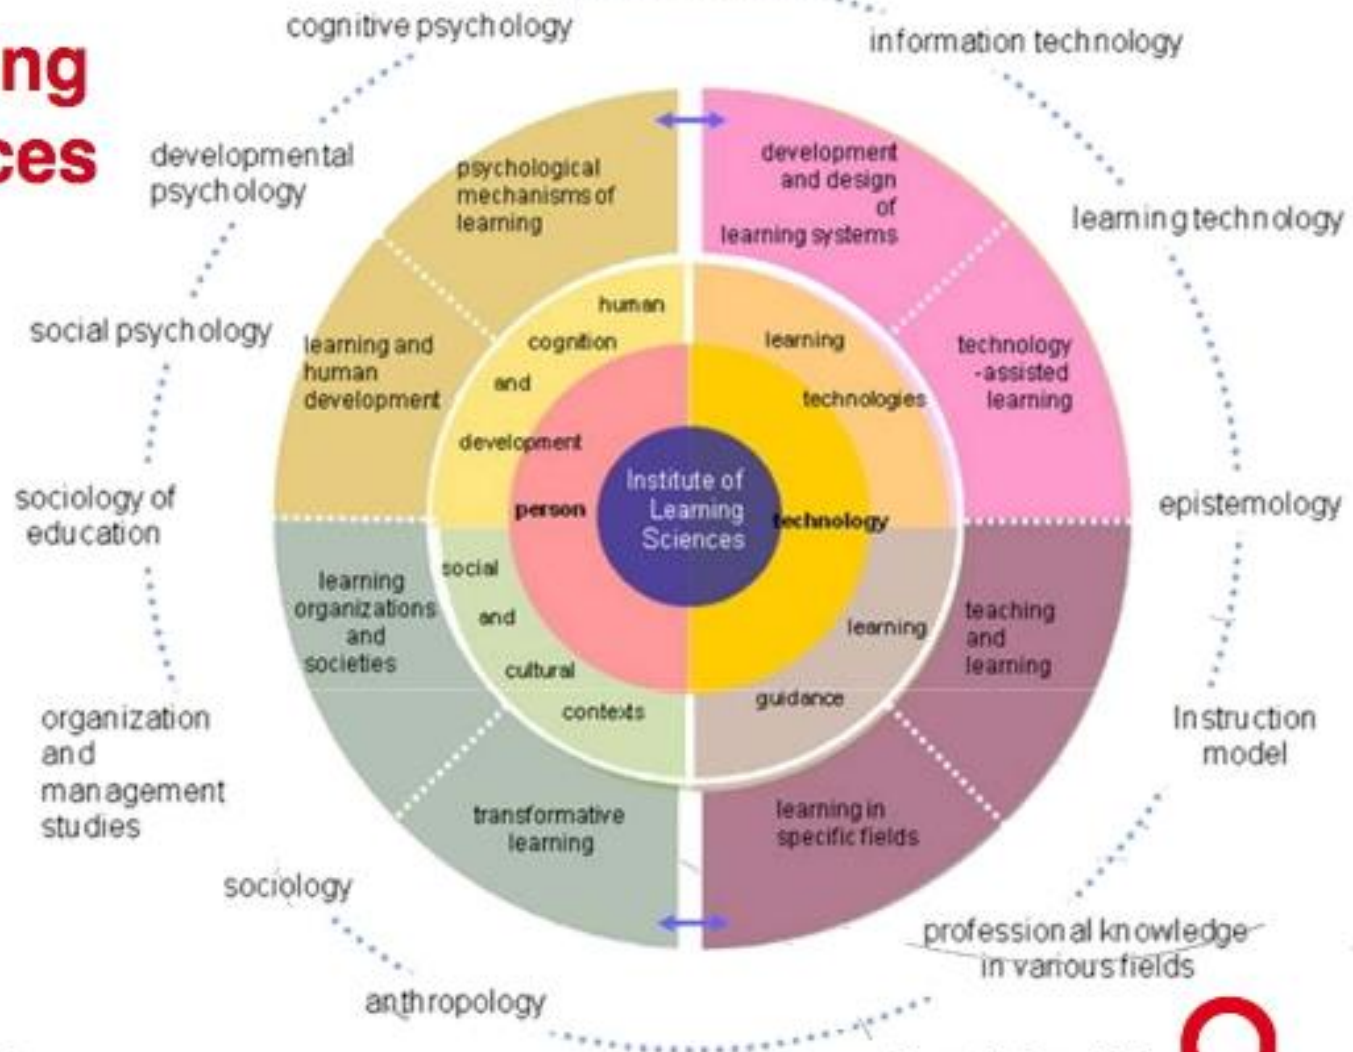 cognitive psychology
information technology
ng
ces
developmental
psychology
learning technology
social psychology
sociology of
education
epistemology
organization
and
management
studies
Instruction
model
sociology
professional knowledge
in various fields
anthropology
psychological
mechanisms of
learning
development
and design
of
learning systems
learning and
human
development
technology
-assisted
learning
learning
organizations
and
societies
teaching
and
learning
transformative
learning
learning in
specific fields
human
cognition
and
development
learning
technologies
social
and
cultural
contexts
learning
guidance
person
technology
Institute of
Learning
Sciences